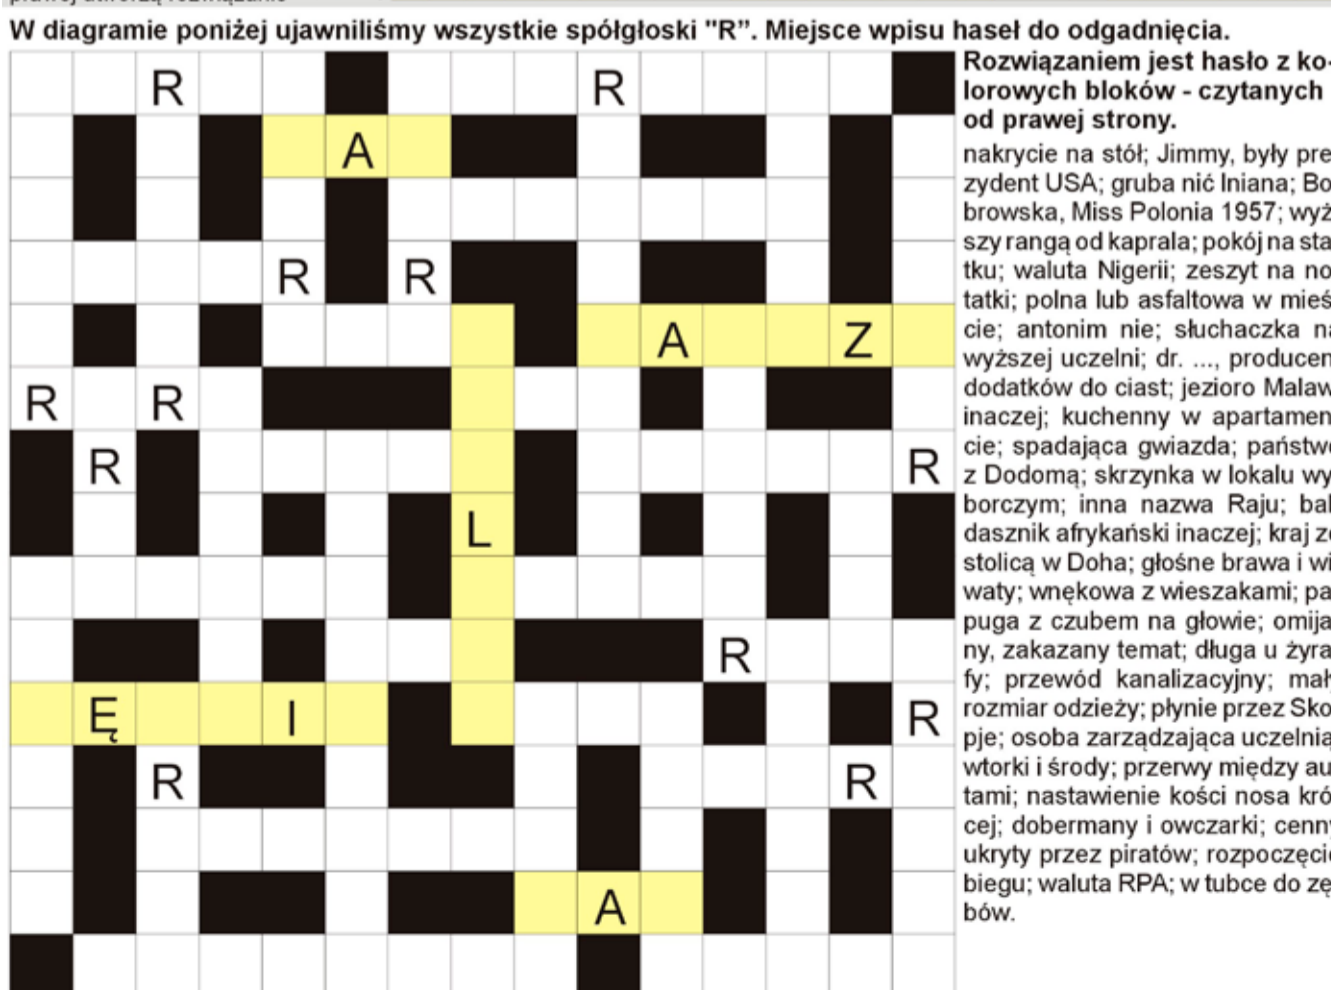 W diagramie poniżej ujawniliśmy wszystkie spółgłoski "R”. Miejsce wpisu haseł do odgadnięcia.
R R
A
R R
A Z
R R
R R
L
R
Ę I R
R R
A
Rozwiązaniem jest hasło z ko-
lorowych bloków - czytanych
od prawej strony.
nakrycie na stół; Jimmy, były pre
zydent USA; gruba nić lniana; Bo
browska, Miss Polonia 1957; wyż
szy rangą od kaprala; pokój na sta
tku; waluta Nigerii; zeszyt na no
tatki; polna lub asfaltowa w mieś
cie; antonim nie; słuchaczka na
wyższej uczelni; dr. ..., producen
dodatków do ciast; jezioro Malaw
inaczej; kuchenny w apartamen
cie; spadająca gwiazda; państwo
z Dodomą; skrzynka w lokalu wy
borczym; inna nazwa Raju; bal
dasznik afrykański inaczej; kraj ze
stolicą w Doha; głośne brawa i wi
waty; wnękowa z wieszakami; pa
puga z czubem na głowie; omija
ny, zakazany temat; długa u żyra
fy; przewód kanalizacyjny; mały
rozmiar odzieży; płynie przez Sko
pje; osoba zarządzająca uczelnią
wtorki i środy; przerwy między au
tami; nastawienie kości nosa kró
cej; dobermany i owczarki; cenny
ukryty przez piratów; rozpoczęcie
biegu; waluta RPA; w tubce do zę
bów.